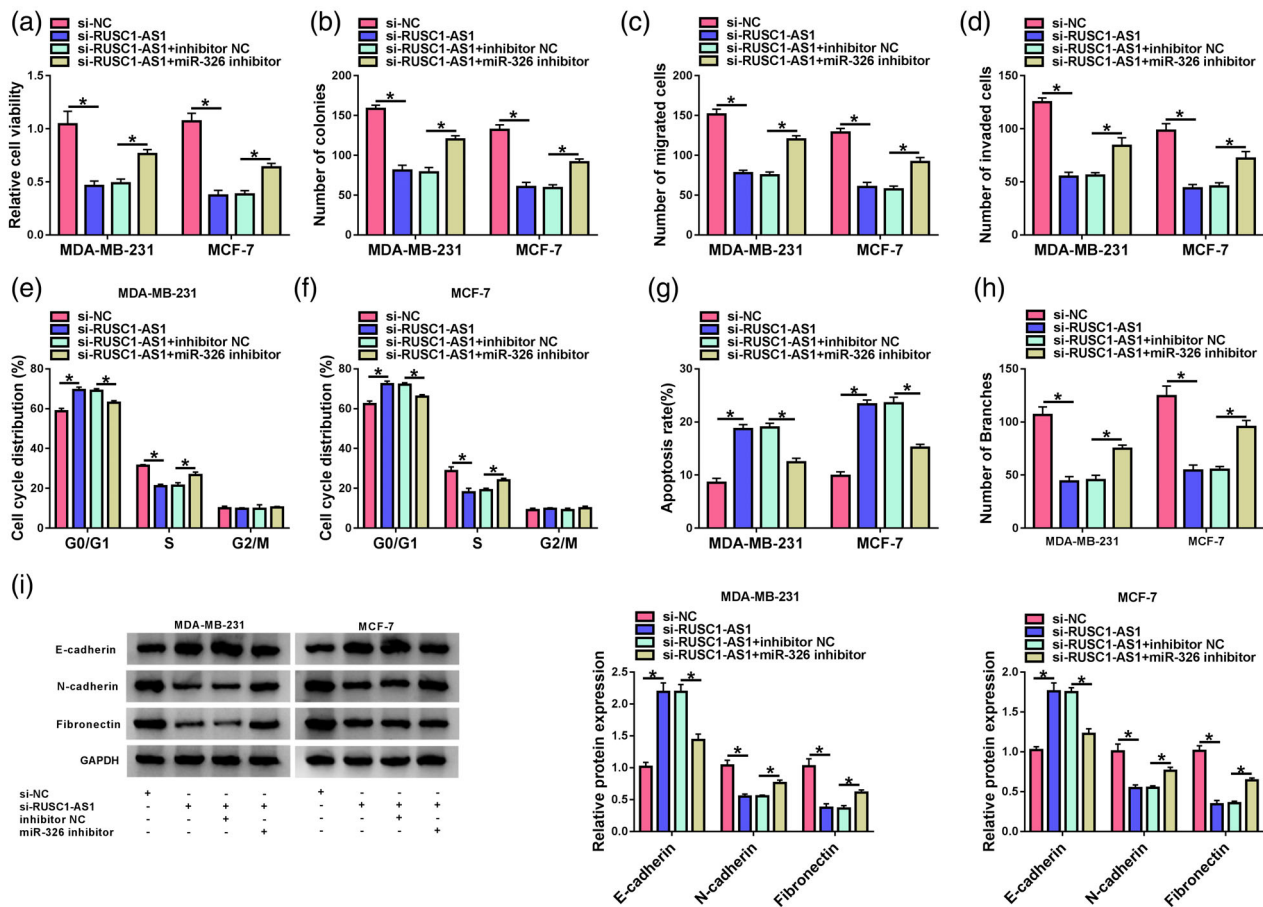 (a)
si-NC
si-RUSC1-AS1
si-RUSC1-AS1+inhibitor NC
si-RUSC1-AS1+miR-326 inhibitor
Relative cell viability
1.5
1.0
0.5
0.0
*
*
*
*
MDA-MB-231
MCF-7
(b)
si-NC
si-RUSC1-AS1
si-RUSC1-AS1+inhibitor NC
si-RUSC1-AS1+miR-326 inhibitor
Number of colonies
200
150
100
50
0
*
*
*
*
MDA-MB-231
MCF-7
(c)
si-NC
si-RUSC1-AS1
si-RUSC1-AS1+inhibitor NC
si-RUSC1-AS1+miR-326 inhibitor
Number of migrated cells
200
150
100
50
0
*
*
*
*
MDA-MB-231
MCF-7
(d)
si-NC
si-RUSC1-AS1
si-RUSC1-AS1+inhibitor NC
si-RUSC1-AS1+miR-326 inhibitor
Number of invaded cells
150
100
50
0
*
*
*
*
MDA-MB-231
MCF-7
(e)
MDA-MB-231
si-NC
si-RUSC1-AS1
si-RUSC1-AS1+inhibitor NC
si-RUSC1-AS1+miR-326 inhibitor
Cell cycle distribution (%)
80
60
40
20
0
*
*
*
*
G0/G1
S
G2/M
(f)
MCF-7
si-NC
si-RUSC1-AS1
si-RUSC1-AS1+inhibitor NC
si-RUSC1-AS1+miR-326 inhibitor
Cell cycle distribution (%)
80
60
40
20
0
*
*
*
*
G0/G1
S
G2/M
(g)
si-NC
si-RUSC1-AS1
si-RUSC1-AS1+inhibitor NC
si-RUSC1-AS1+miR-326 inhibitor
Apoptosis rate(%)
30
20
10
0
*
*
*
*
MDA-MB-231
MCF-7
(h)
si-NC
si-RUSC1-AS1
si-RUSC1-AS1+inhibitor NC
si-RUSC1-AS1+miR-326 inhibitor
Number of Branches
150
100
50
0
*
*
*
*
MDA-MB-231
MCF-7
(i)
MDA-MB-231
MCF-7
E-cadherin
N-cadherin
Fibronectin
GAPDH
si-NC + - - - + - - -
si-RUSC1-AS1 - + + + - + + +
inhibitor NC - - + - - - + -
miR-326 inhibitor - - - + - - - +
MDA-MB-231
si-NC
si-RUSC1-AS1
si-RUSC1-AS1+inhibitor NC
si-RUSC1-AS1+miR-326 inhibitor
Relative protein expression
2.5
2.0
1.5
1.0
0.5
0.0
*
*
*
*
*
*
E-cadherin
N-cadherin
Fibronectin
MCF-7
si-NC
si-RUSC1-AS1
si-RUSC1-AS1+inhibitor NC
si-RUSC1-AS1+miR-326 inhibitor
Relative protein expression
2.0
1.5
1.0
0.5
0.0
*
*
*
*
*
*
E-cadherin
N-cadherin
Fibronectin